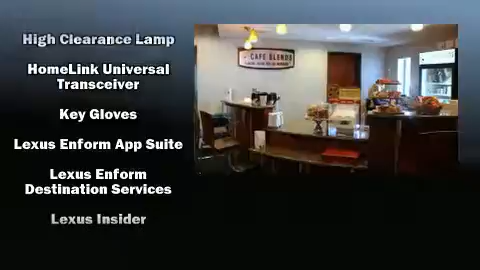 High Clearance Lamp
HomeLink Universal
Transceiver
Key Gloves
Lexus Enform App Suite
Lexus Enform
Destination Services
Lexus Insider
CAFE BLENDS